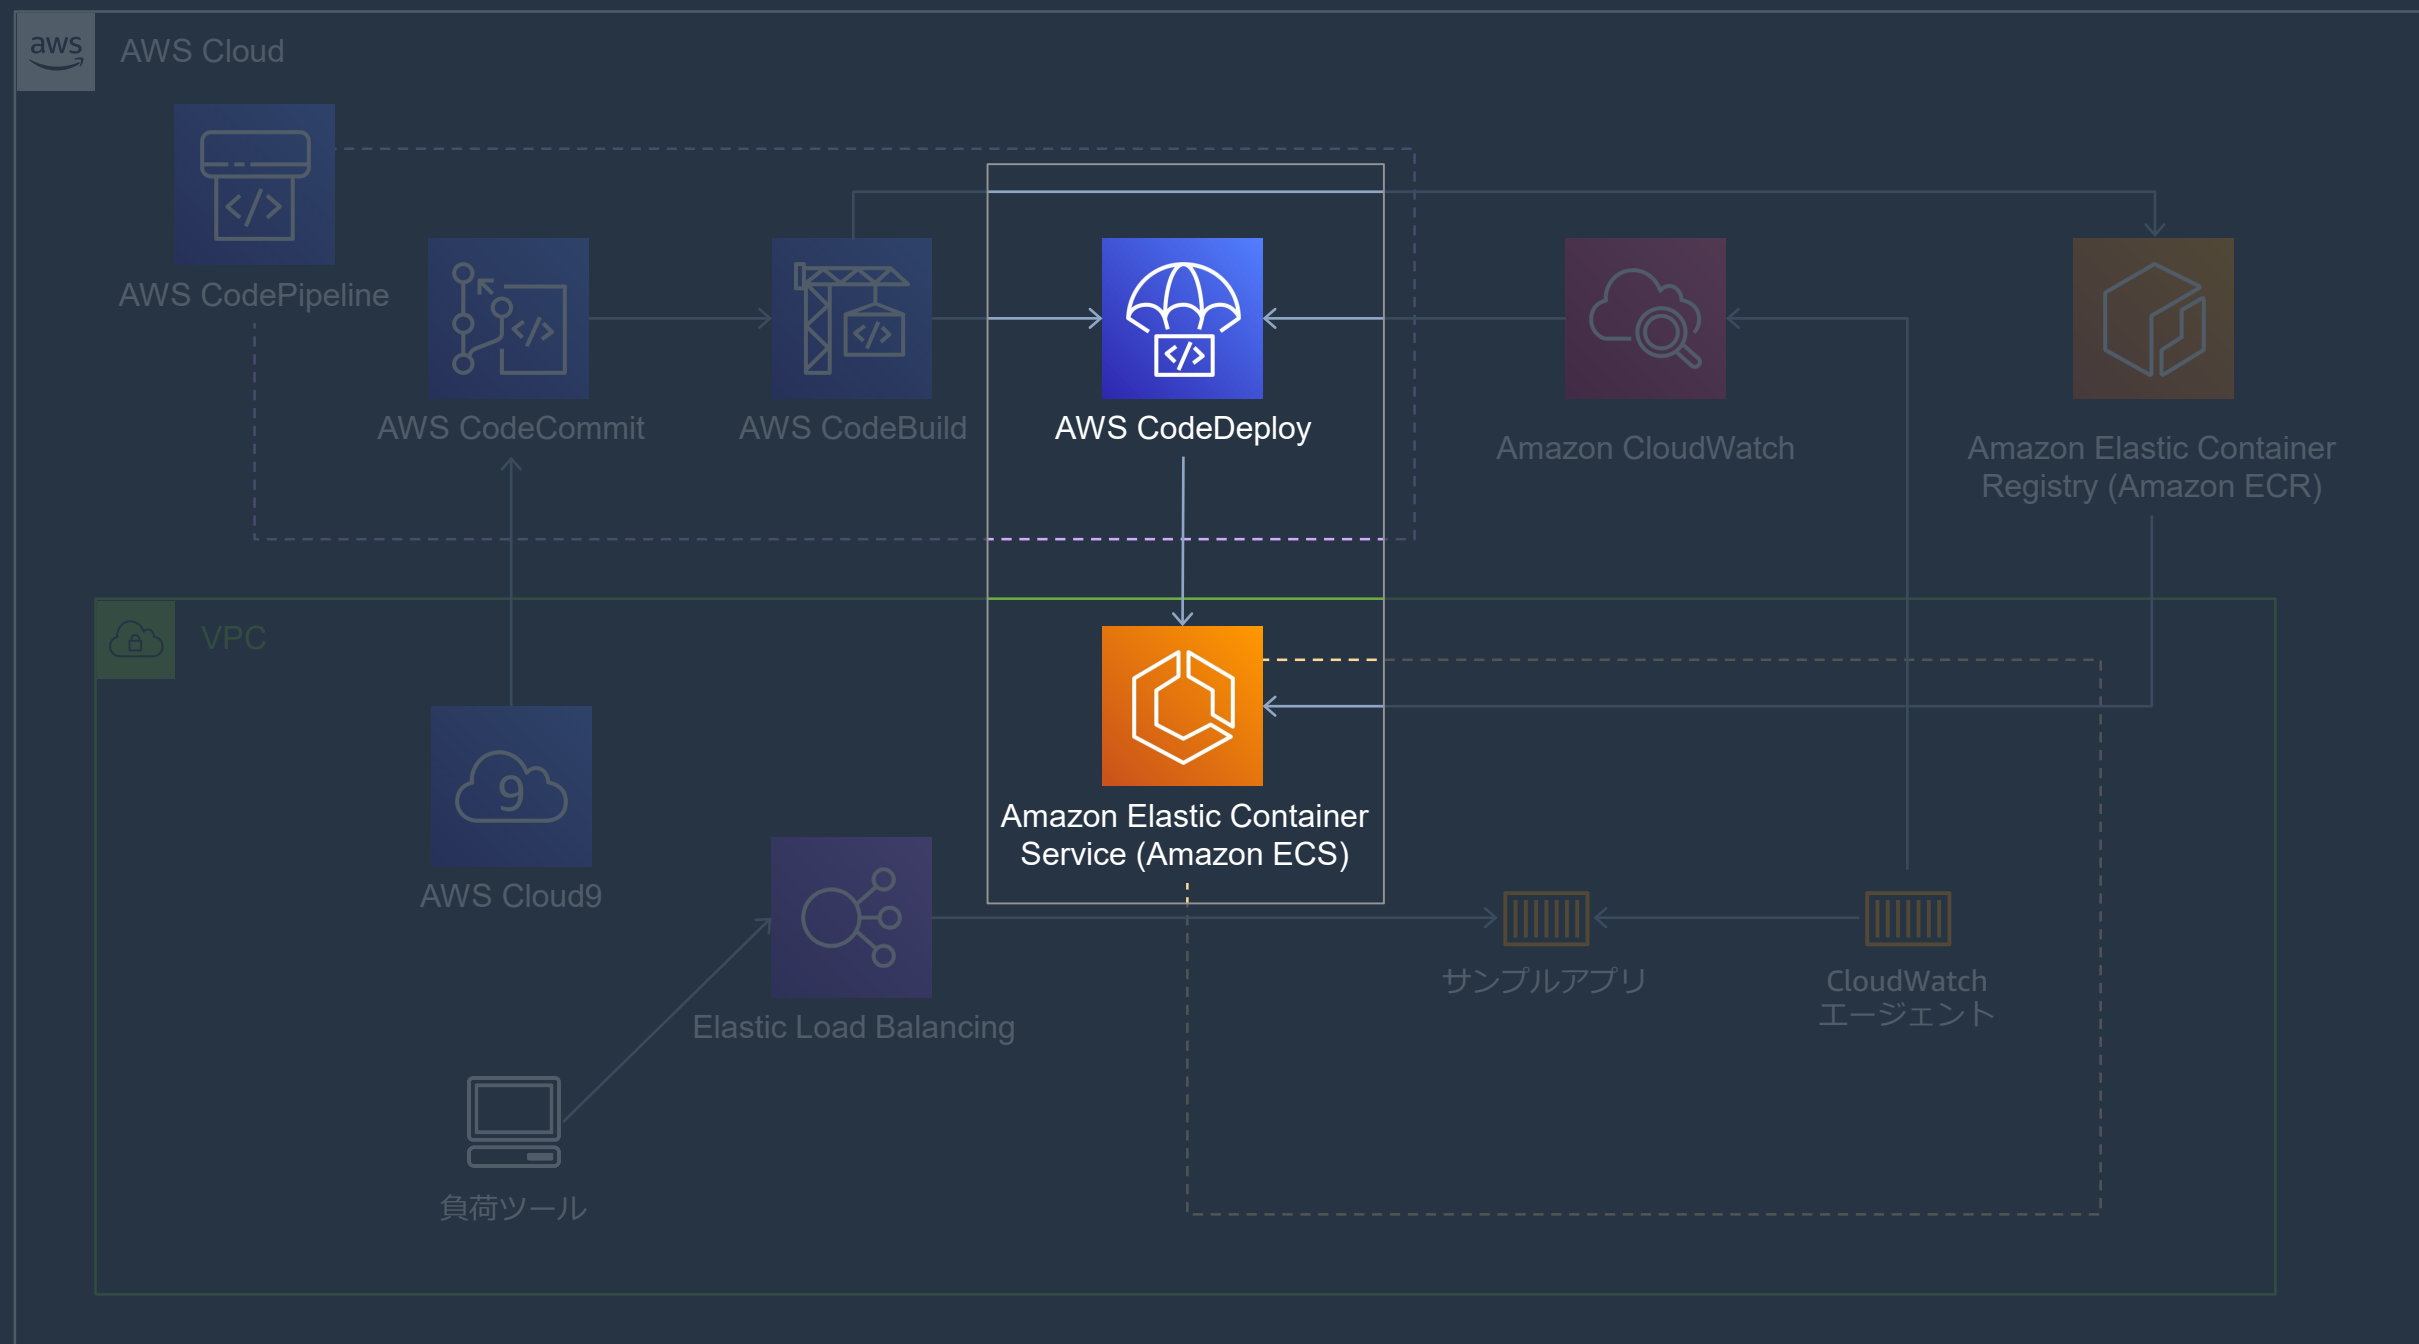 aws
AWS Cloud
AWS CodePipeline
AWS CodeCommit
AWS CodeBuild
AWS CodeDeploy
Amazon CloudWatch
Amazon Elastic Container
Registry (Amazon ECR)
VPC
9
AWS Cloud9
Amazon Elastic Container
Service (Amazon ECS)
Elastic Load Balancing
サンプルアプリ
CloudWatch
エージェント
負荷ツール